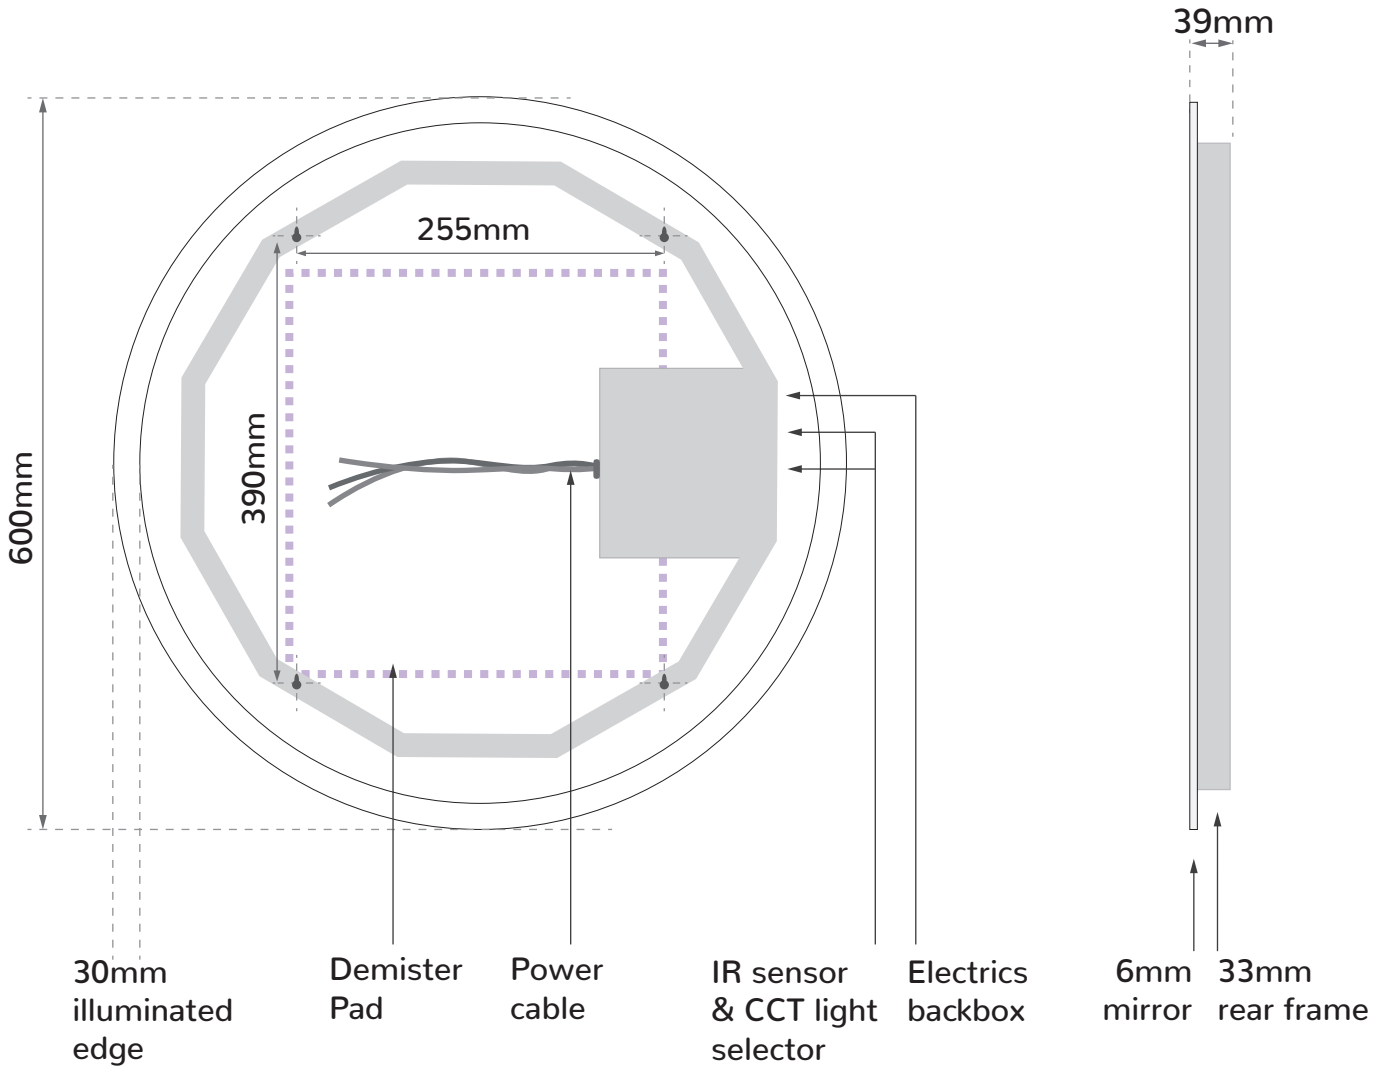 39mm
255mm
390mm
600mm
30mm
illuminated
edge
Demister
Pad
Power
cable
IR sensor
& CCT light
selector
Electrics
backbox
6mm
mirror
33mm
rear frame